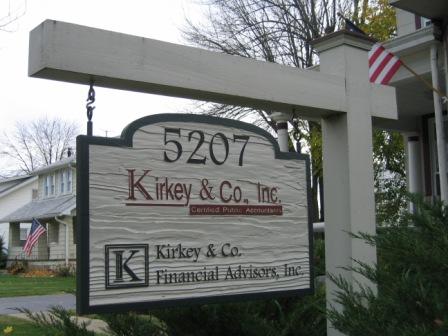 5207
Kirkey & Co., Inc.
Certified Public Accountants
K
Kirkey & Co.
Financial Advisors, Inc.